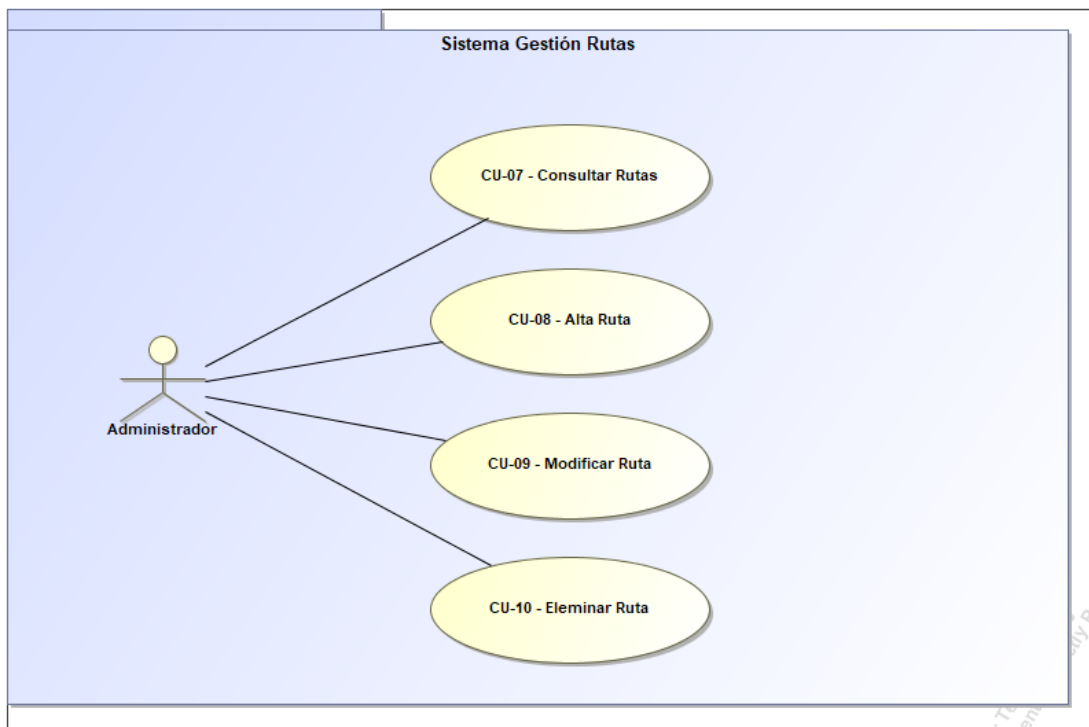 Sistema Gestión Rutas
CU-07 - Consultar Rutas
CU-08 - Alta Ruta
Administrador
CU-09 - Modificar Ruta
CU-10 - Eleminar Ruta